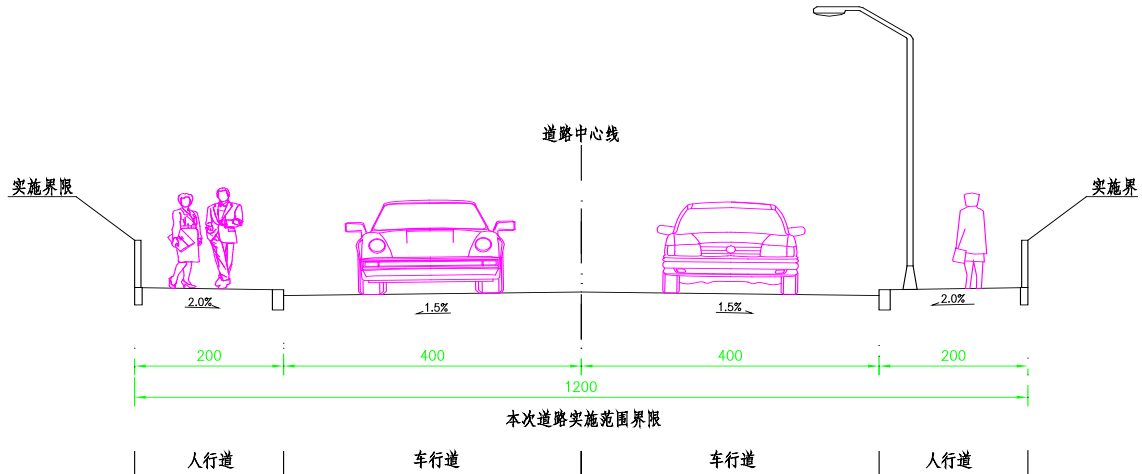 道路中心线
实施界限
实施界
2.0%
1.5%
1.5%
2.0%
200
400
400
200
1200
本次道路实施范围界限
人行道
车行道
车行道
人行道